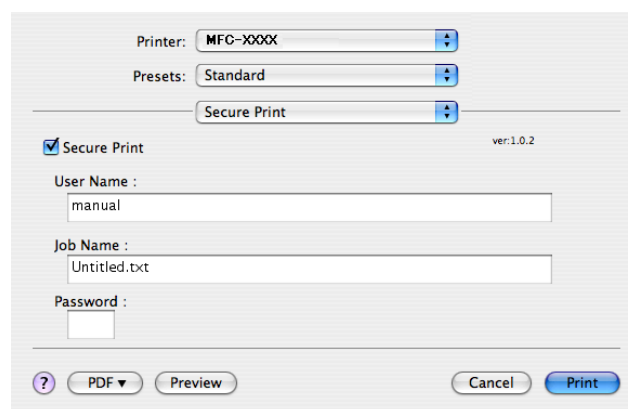 Printer: MFC-XXXX
Presets: Standard
Secure Print
Secure Print ver:1.0.2
User Name :
manual
Job Name :
Untitled.txt
Password :
? PDF▼ Preview Cancel Print